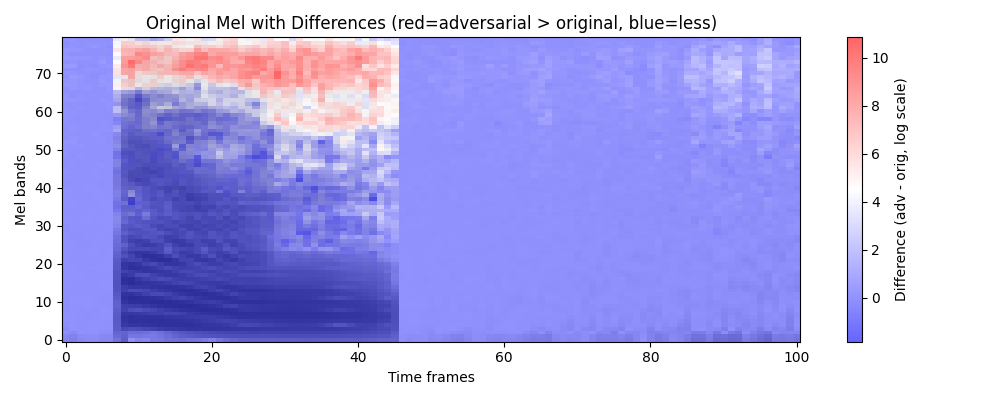 Original Mel with Differences (red=adversarial > original, blue=less)
Mel bands
70
60
50
40
30
20
10
0
0 20 40 60 80 100
Time frames
10
8
6
4
2
0
Difference (adv - orig, log scale)